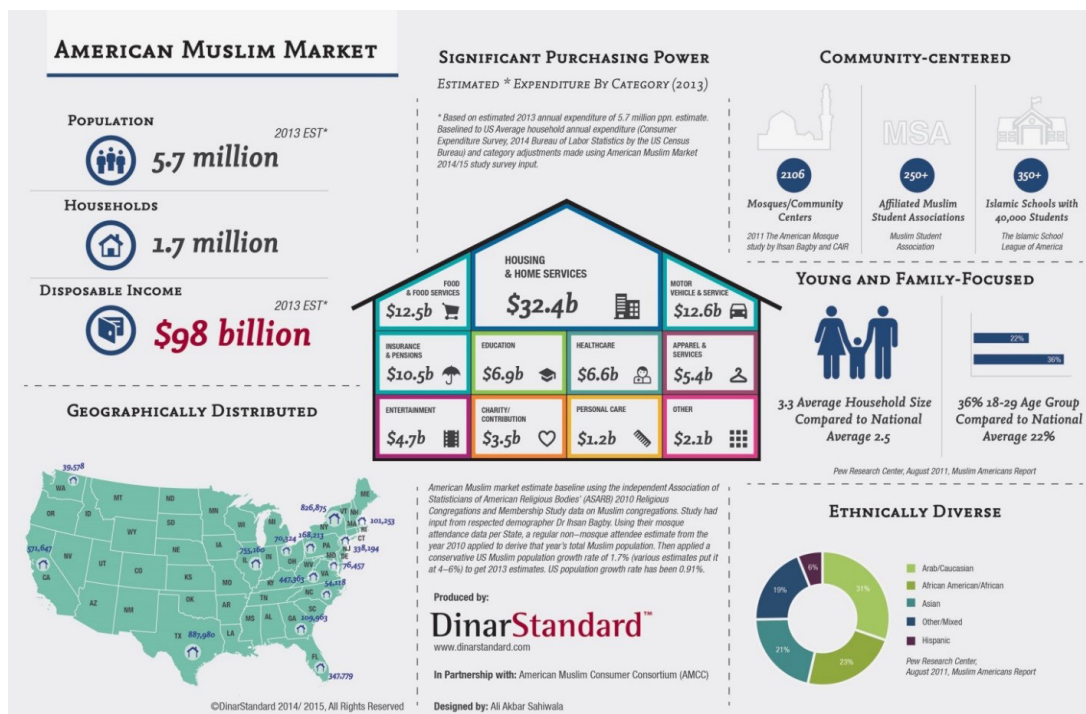 AMERICAN MUSLIM MARKET
POPULATION
2013 EST*
5.7 million
HOUSEHOLDS
1.7 million
DISPOSABLE INCOME
2013 EST*
$98 billion
GEOGRAPHICALLY DISTRIBUTED
39,578
WA
OR
CA
NV
ID
MT
UT
AZ
NM
CO
ND
SD
NE
KS
OK
TX
MN
IA
AR
LA
WI
IL
MI
OH
KY
TN
MS
AL
GA
FL
SC
NC
VA
WV
PA
NY
VT
NH
ME
MA
RI
CT
NJ
DE
MD
571,647
826,875
101,253
70,324
168,213
338,194
755,160
76,457
447,363
54,118
109,963
887,980
347,779
©DinarStandard 2014/ 2015, All Rights Reserved
SIGNIFICANT PURCHASING POWER
ESTIMATED * EXPENDITURE BY CATEGORY (2013)
* Based on estimated 2013 annual expenditure of 5.7 million ppn. estimate.
Baselined to US Average household annual expenditure (Consumer
Expenditure Survey, 2014 Bureau of Labor Statistics by the US Census
Bureau) and category adjustments made using American Muslim Market
2014/15 study survey input.
HOUSING
& HOME SERVICES
$32.4b
FOOD
& FOOD SERVICES
$12.5b
MOTOR
VEHICLE & SERVICE
$12.6b
INSURANCE
& PENSIONS
$10.5b
EDUCATION
$6.9b
HEALTHCARE
$6.6b
APPAREL &
SERVICES
$5.4b
ENTERTAINMENT
$4.7b
CHARITY/
CONTRIBUTION
$3.5b
PERSONAL CARE
$1.2b
OTHER
$2.1b
American Muslim market estimate baseline using the independent Association of
Statisticians of American Religious Bodies' (ASARB) 2010 Religious
Congregations and Membership Study data on Muslim congregations. Study had
input from respected demographer Dr Ihsan Bagby. Using their mosque
attendance data per State, a regular non-mosque attendee estimate from the
year 2010 applied to derive that year's total Muslim population. Then applied a
conservative US Muslim population growth rate of 1.7% (various estimates put it
at 4-6%) to get 2013 estimates. US population growth rate has been 0.91%.
Produced by:
DinarStandard™
www.dinarstandard.com
In Partnership with: American Muslim Consumer Consortium (AMCC)
Designed by: Ali Akbar Sahiwala
COMMUNITY-CENTERED
MSA
2106
Mosques/Community
Centers
2011 The American Mosque
study by Ihsan Bagby and CAIR
250+
Affiliated Muslim
Student Associations
Muslim Student
Association
350+
Islamic Schools with
40,000 Students
The Islamic School
League of America
YOUNG AND FAMILY-FOCUSED
3.3 Average Household Size
Compared to National
Average 2.5
22%
36%
36% 18-29 Age Group
Compared to National
Average 22%
Pew Research Center, August 2011, Muslim Americans Report
ETHNICALLY DIVERSE
6%
31%
19%
21%
23%
Arab/Caucasian
African American/African
Asian
Other/Mixed
Hispanic
Pew Research Center,
August 2011, Muslim Americans Report